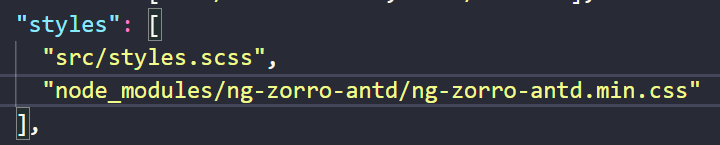 "styles": [
"src/styles.scss",
"node_modules/ng-zorro-antd/ng-zorro-antd.min.css"
],